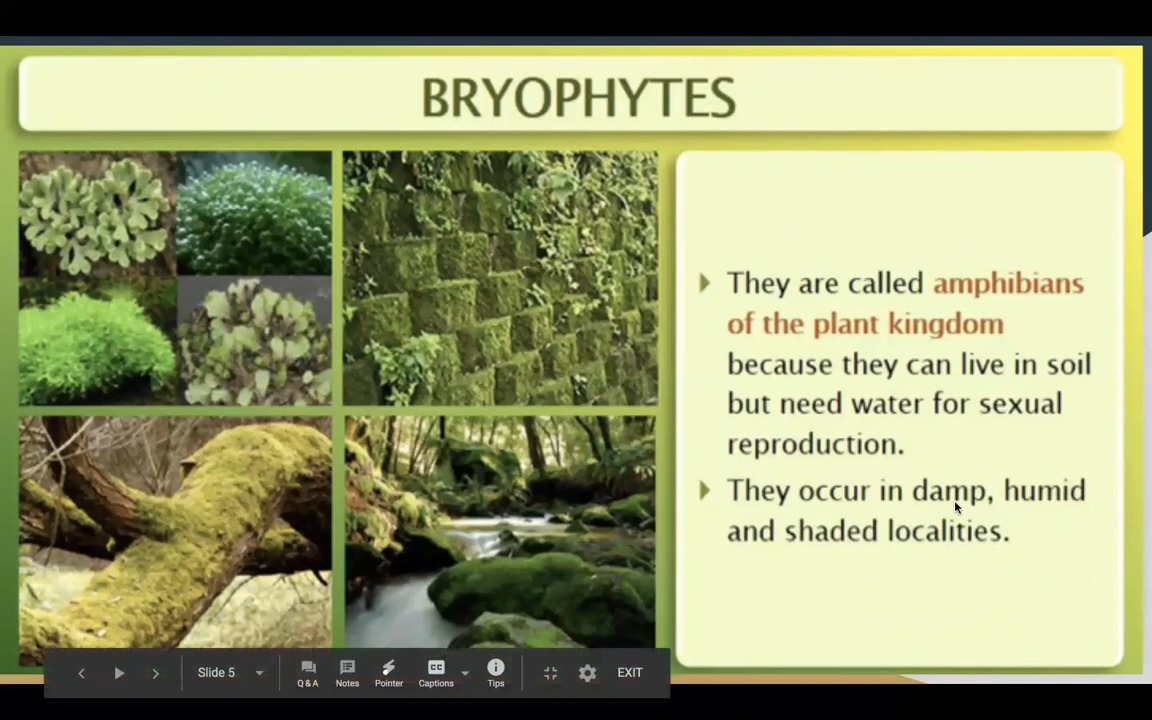 BRYOPHYTES
They are called amphibians
of the plant kingdom
because they can live in soil
but need water for sexual
reproduction.
They occur in damp, humid
and shaded localities.
Slide 5
Q & A
Notes
Pointer
CC
Captions
Tips
EXIT